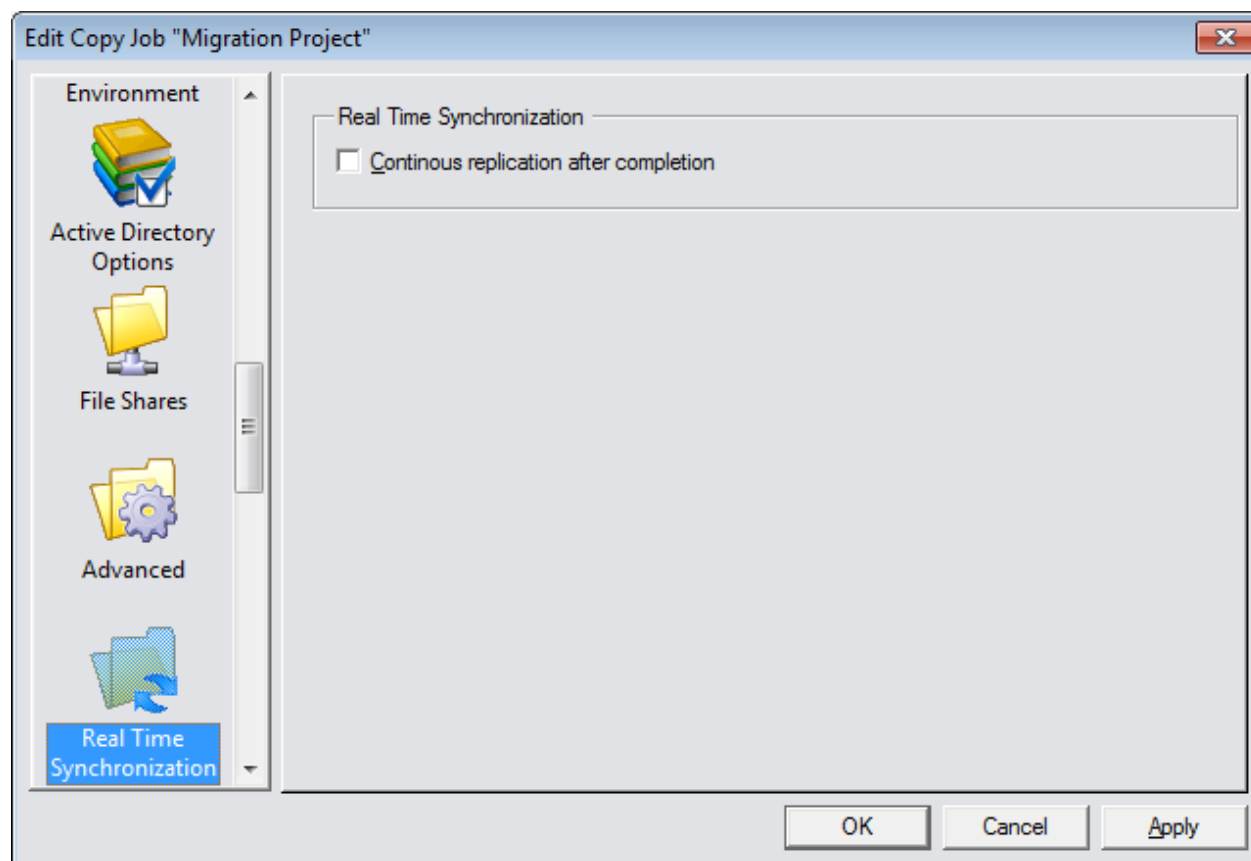 Edit Copy Job "Migration Project"
Environment
Active Directory
Options
File Shares
Advanced
Real Time
Synchronization
Real Time Synchronization
Continous replication after completion
OK
Cancel
Apply